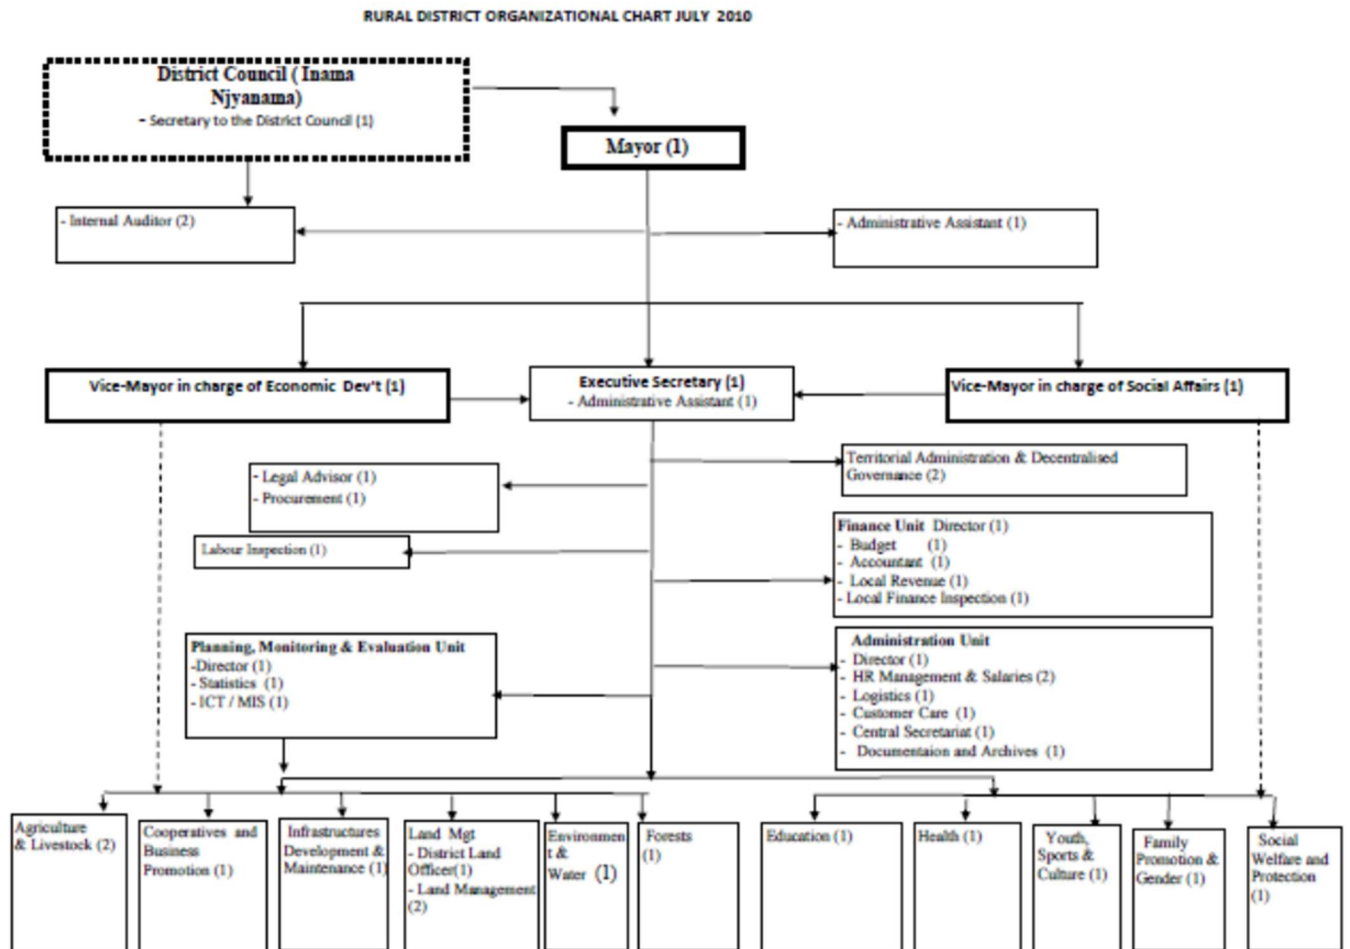 RURAL DISTRICT ORGANIZATIONAL CHART JULY 2010
District Council ( Inama
Njyanama)
- Secretary to the District Council (1)
Mayor (1)
- Internal Auditor (2)
- Administrative Assistant (1)
Vice-Mayor in charge of Economic Dev't (1)
Executive Secretary (1)
- Administrative Assistant (1)
Vice-Mayor in charge of Social Affairs (1)
- Legal Advisor (1)
- Procurement (1)
Territorial Administration & Decentralised
Governance (2)
Labour Inspection (1)
Finance Unit Director (1)
- Budget (1)
- Accountant (1)
- Local Revenue (1)
- Local Finance Inspection (1)
Planning, Monitoring & Evaluation Unit
-Director (1)
- Statistics (1)
- ICT / MIS (1)
Administration Unit
- Director (1)
- HR Management & Salaries (2)
- Logistics (1)
- Customer Care (1)
- Central Secretariat (1)
- Documentaion and Archives (1)
Agriculture
& Livestock (2)
Cooperatives and
Business
Promotion (1)
Infrastructures
Development &
Maintenance (1)
Land Mgt
- District Land
Officer(1)
- Land Management
(2)
Environmen
t &
Water (1)
Forests
(1)
Education (1)
Health (1)
Youth,
Sports &
Culture (1)
Family
Promotion &
Gender (1)
Social
Welfare and
Protection
(1)